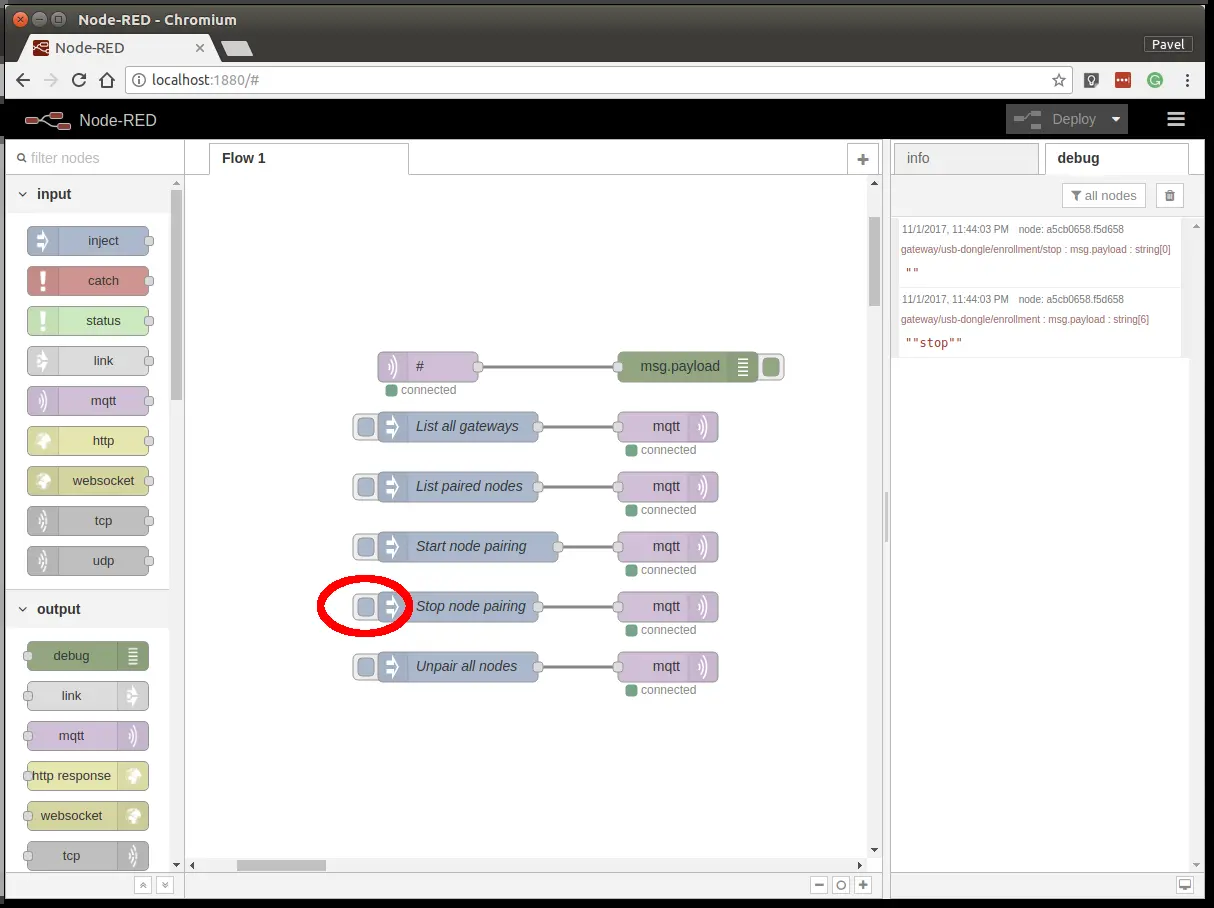 Node-RED - Chromium
Node-RED
Pavel
localhost:1880/#
Node-RED
Deploy
filter nodes
Flow 1
info
debug
all nodes
input
inject
catch
status
link
mqtt
http
websocket
tcp
udp
output
debug
link
mqtt
http response
websocket
tcp
#
msg.payload
connected
List all gateways
mqtt
connected
List paired nodes
mqtt
connected
Start node pairing
mqtt
connected
Stop node pairing
mqtt
connected
Unpair all nodes
mqtt
connected
11/1/2017, 11:44:03 PM node: a5cb0658.f5d658
gateway/usb-dongle/enrollment/stop : msg.payload : string[0]
""
11/1/2017, 11:44:03 PM node: a5cb0658.f5d658
gateway/usb-dongle/enrollment : msg.payload : string[6]
""stop""